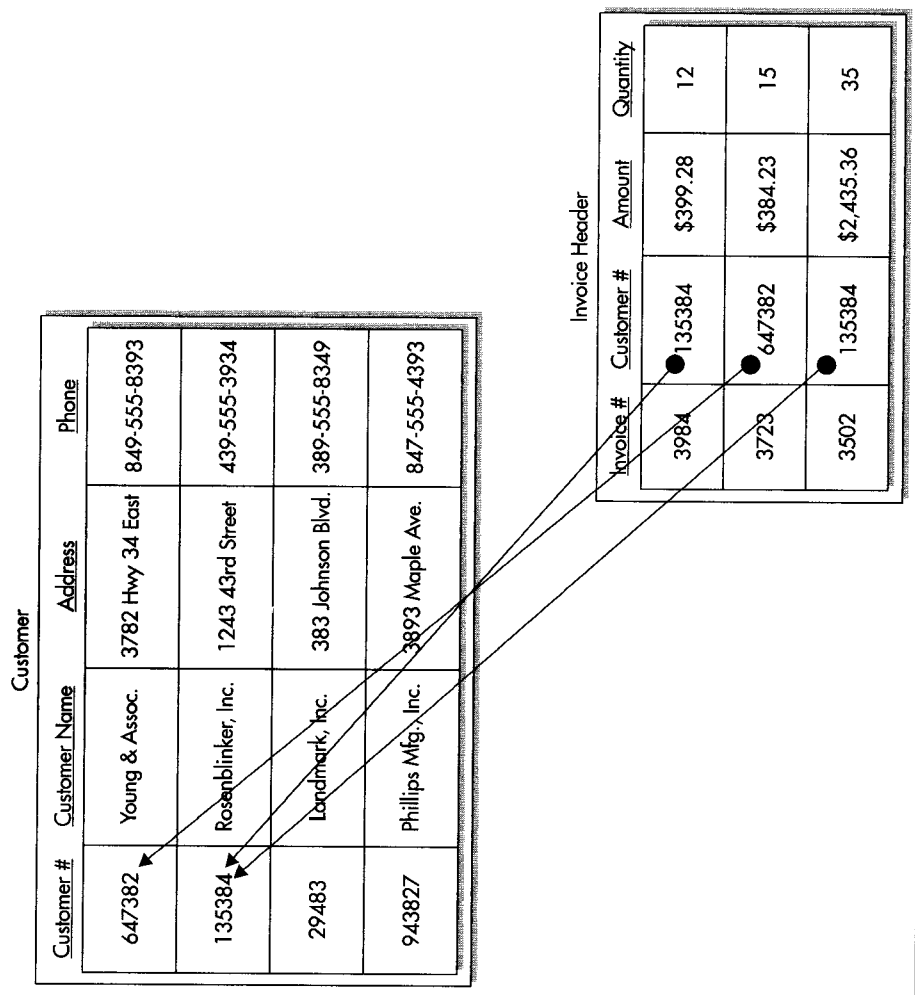 Customer
Customer # Customer Name Address Phone
647382 Young & Assoc. 3782 Hwy 34 East 849-555-8393
135384 Rosenblinker, Inc. 1243 43rd Street 439-555-3934
29483 Landmark, Inc. 383 Johnson Blvd. 389-555-8349
943827 Phillips Mfg., Inc. 3893 Maple Ave. 847-555-4393
Invoice Header
Invoice # Customer # Amount Quantity
3984 135384 $399.28 12
3723 647382 $384.23 15
3502 135384 $2,435.36 35